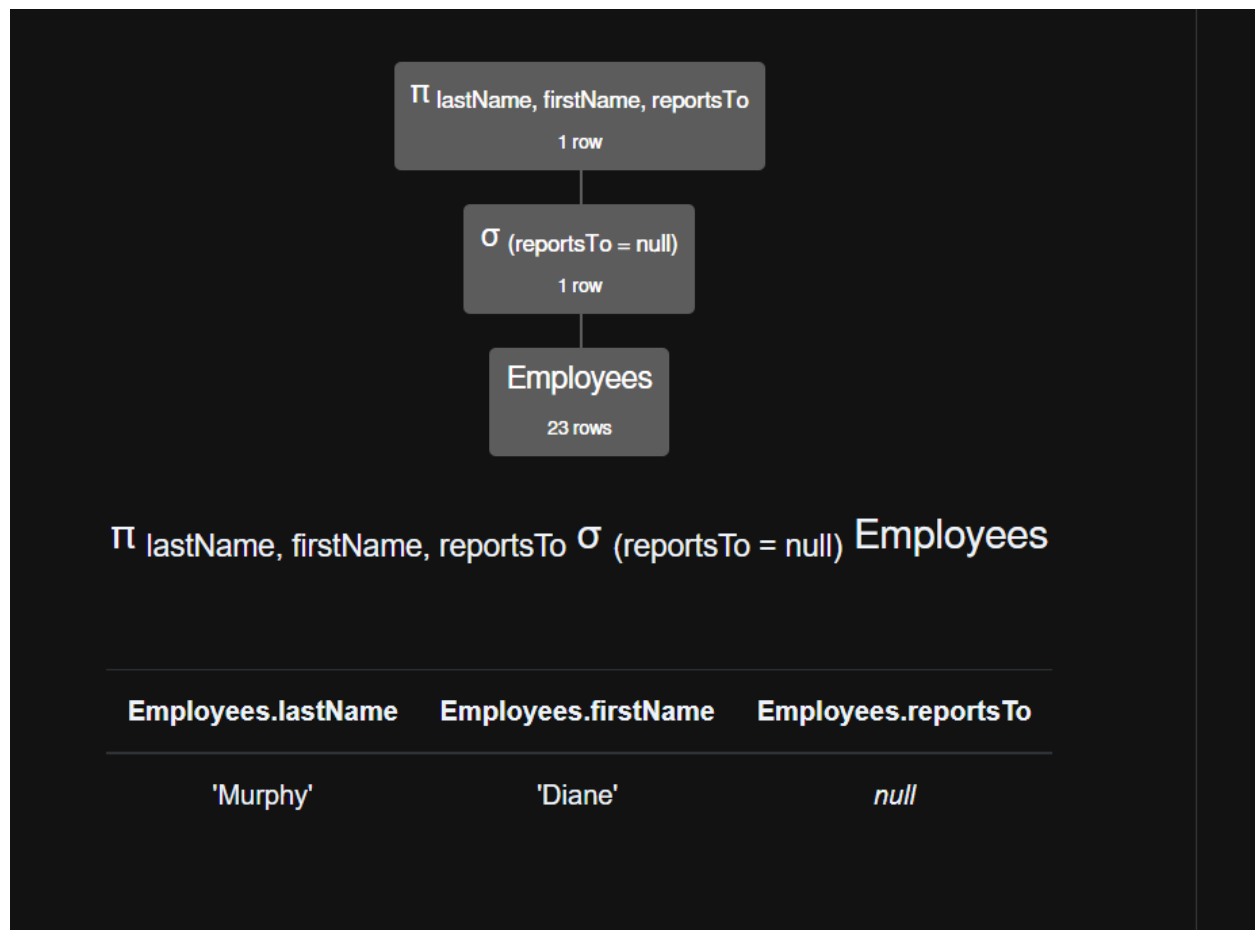 π lastName, firstName, reportsTo
1 row
σ (reportsTo = null)
1 row
Employees
23 rows
π lastName, firstName, reportsTo σ (reportsTo = null) Employees
Employees.lastName Employees.firstName Employees.reportsTo
'Murphy' 'Diane' null